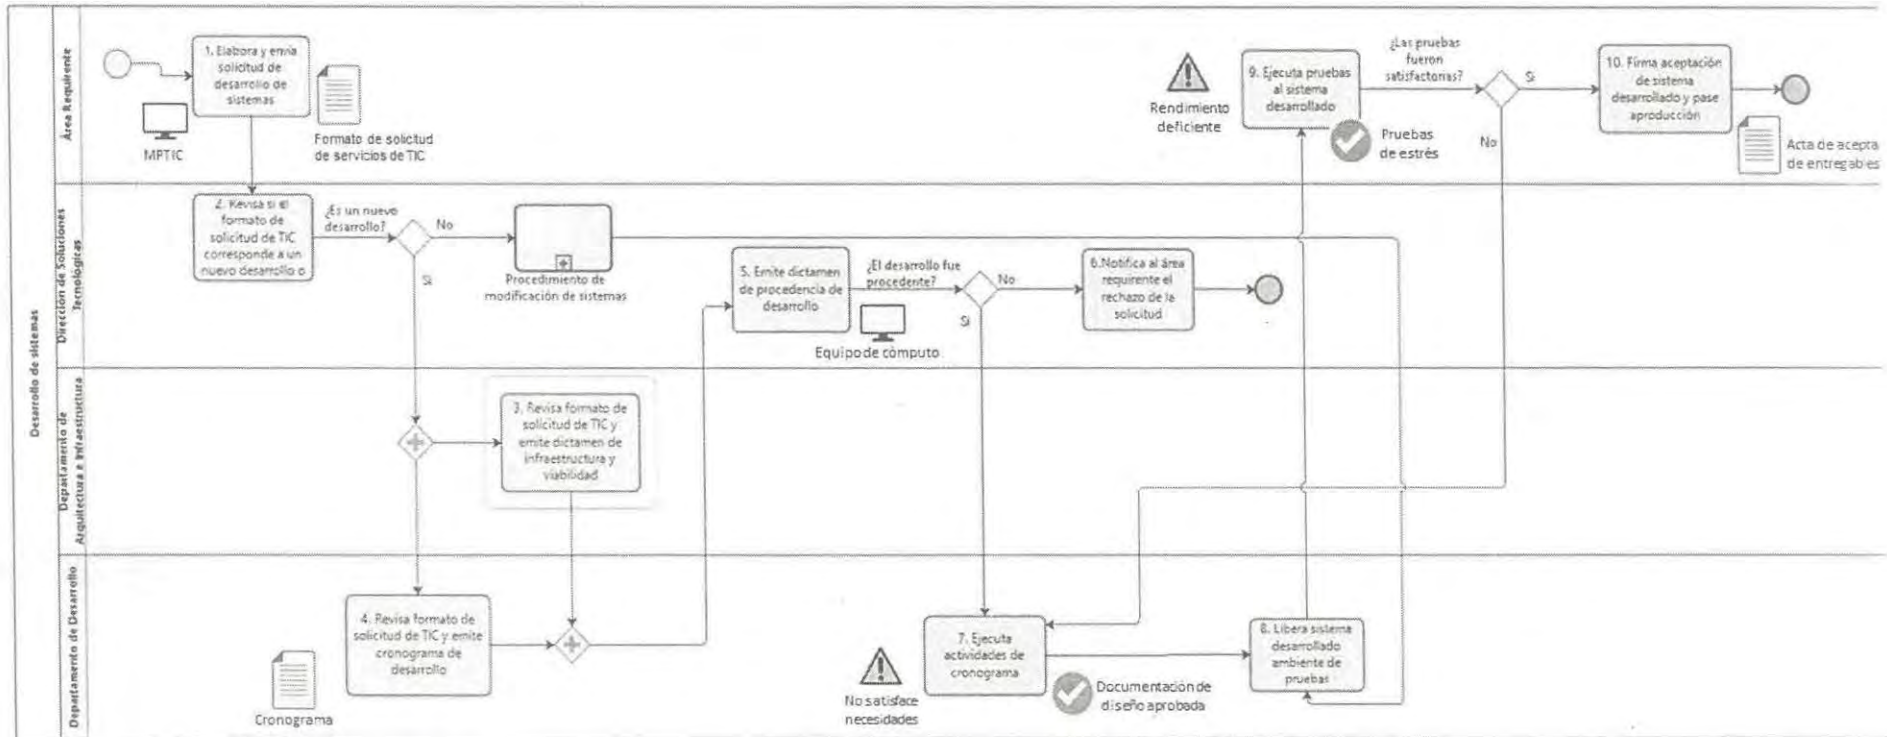 Desarrollo de sistemas
Área Requirente
1. Elabora y envía
solicitud de
desarrollo de
sistemas
MPTIC
Formato de solicitud
de servicios de TIC
Rendimiento
deficiente
9. Ejecuta pruebas
al sistema
desarrollado
Pruebas
de estrés
¿Las pruebas
fueron
satisfactorias?
Si
No
10. Firma aceptación
de sistema
desarrollado y pase
aproducción
Acta de acepta
de entregables
Dirección de Soluciones
Tecnológicas
2. Revisa si el
formato de
solicitud de TIC
corresponde a un
nuevo desarrollo o
¿Es un nuevo
desarrollo?
No
Si
Procedimiento de
modificación de sistemas
5. Emite dictamen
de procedencia de
desarrollo
Equipo de cómputo
¿El desarrollo fue
procedente?
No
Si
6.Notifica al área
requirente el
rechazo de la
solicitud
Departamento de
Arquitectura e Infraestructura
3. Revisa formato de
solicitud de TIC y
emite dictamen de
infraestructura y
viabilidad
Departamento de Desarrollo
4. Revisa formato de
solicitud de TIC y emite
cronograma de
desarrollo
Cronograma
No satisface
necesidades
7. Ejecuta
actividades de
cronograma
Documentación de
diseño aprobada
8. Libera sistema
desarrollado
ambiente de
pruebas